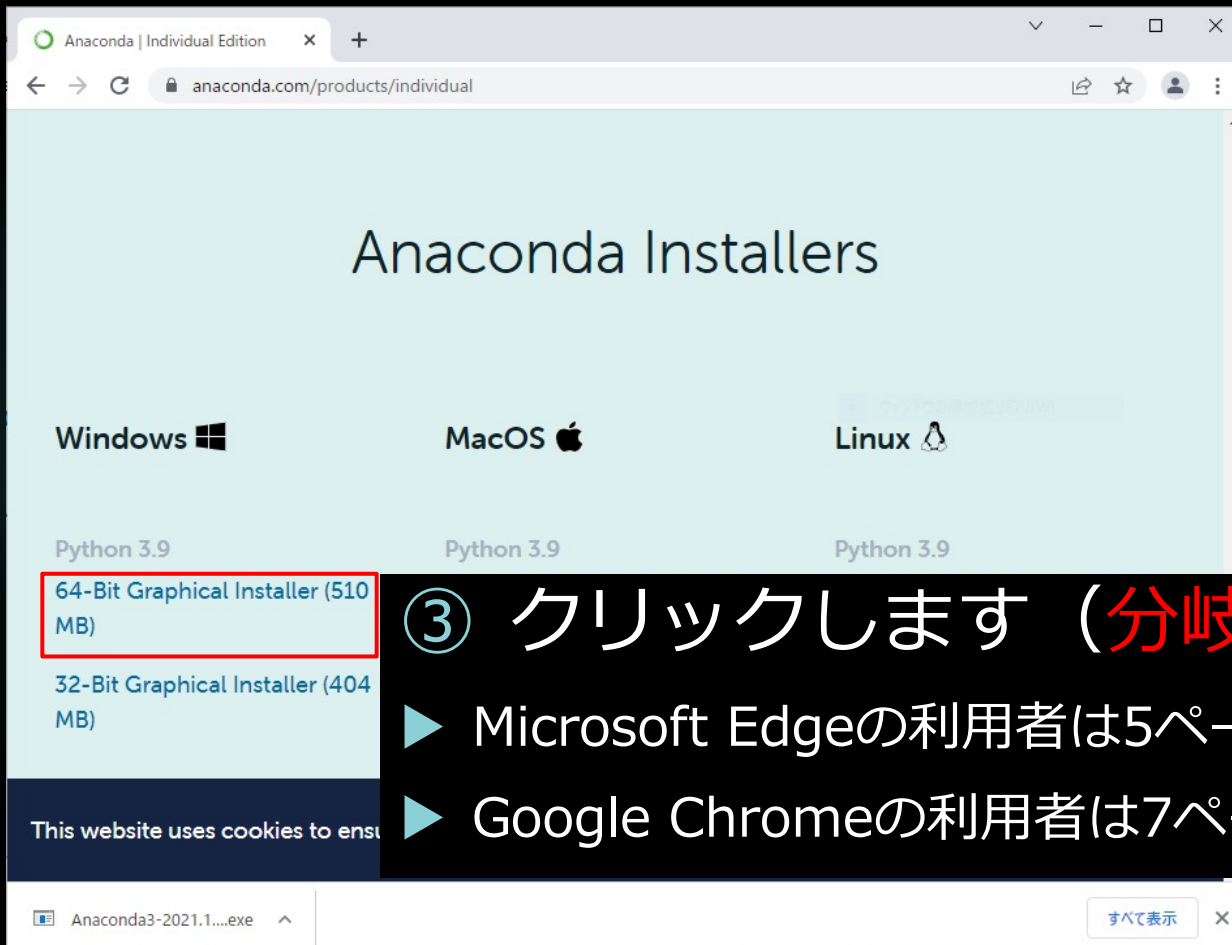 Anaconda | Individual Edition
anaconda.com/products/individual
Anaconda Installers
Windows
MacOS
Linux
Python 3.9
Python 3.9
Python 3.9
64-Bit Graphical Installer (510
MB)
32-Bit Graphical Installer (404
MB)
③ クリックします（分岐
▶ Microsoft Edgeの利用者は5ペー
▶ Google Chromeの利用者は7ペ
This website uses cookies to ensu
Anaconda3-2021.1....exe
すべて表示